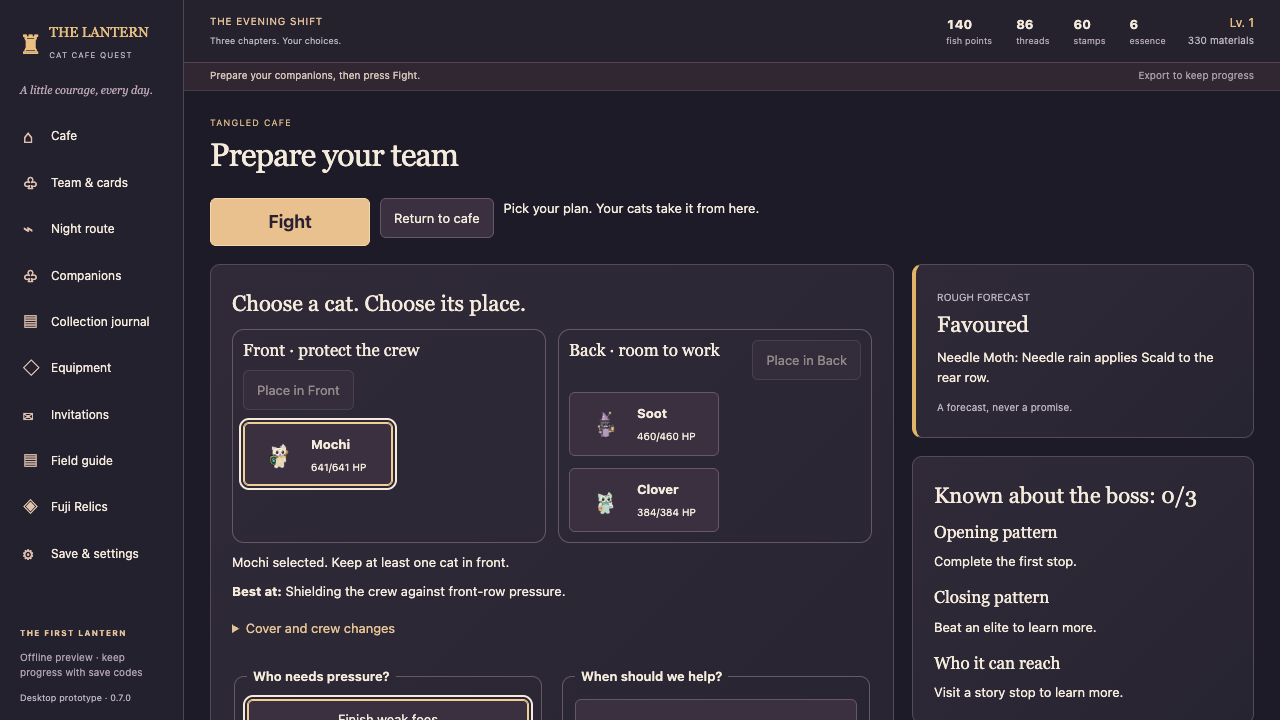 THE LANTERN
CAT CAFE QUEST
A little courage, every day.
Cafe
Team & cards
Night route
Companions
Collection journal
Equipment
Invitations
Field guide
Fuji Relics
Save & settings
THE FIRST LANTERN
Offline preview · keep
progress with save codes
Desktop prototype · 0.7.0
THE EVENING SHIFT
Three chapters. Your choices.
140
fish points
86
threads
60
stamps
6
essence
Lv. 1
330 materials
Prepare your companions, then press Fight.
Export to keep progress
TANGLED CAFE
Prepare your team
Fight
Return to cafe
Pick your plan. Your cats take it from here.
Choose a cat. Choose its place.
Front · protect the crew
Place in Front
Mochi
641/641 HP
Back · room to work
Place in Back
Soot
460/460 HP
Clover
384/384 HP
Mochi selected. Keep at least one cat in front.
Best at: Shielding the crew against front-row pressure.
Cover and crew changes
Who needs pressure?
Finish weak foes
When should we help?
ROUGH FORECAST
Favoured
Needle Moth: Needle rain applies Scald to the
rear row.
A forecast, never a promise.
Known about the boss: 0/3
Opening pattern
Complete the first stop.
Closing pattern
Beat an elite to learn more.
Who it can reach
Visit a story stop to learn more.